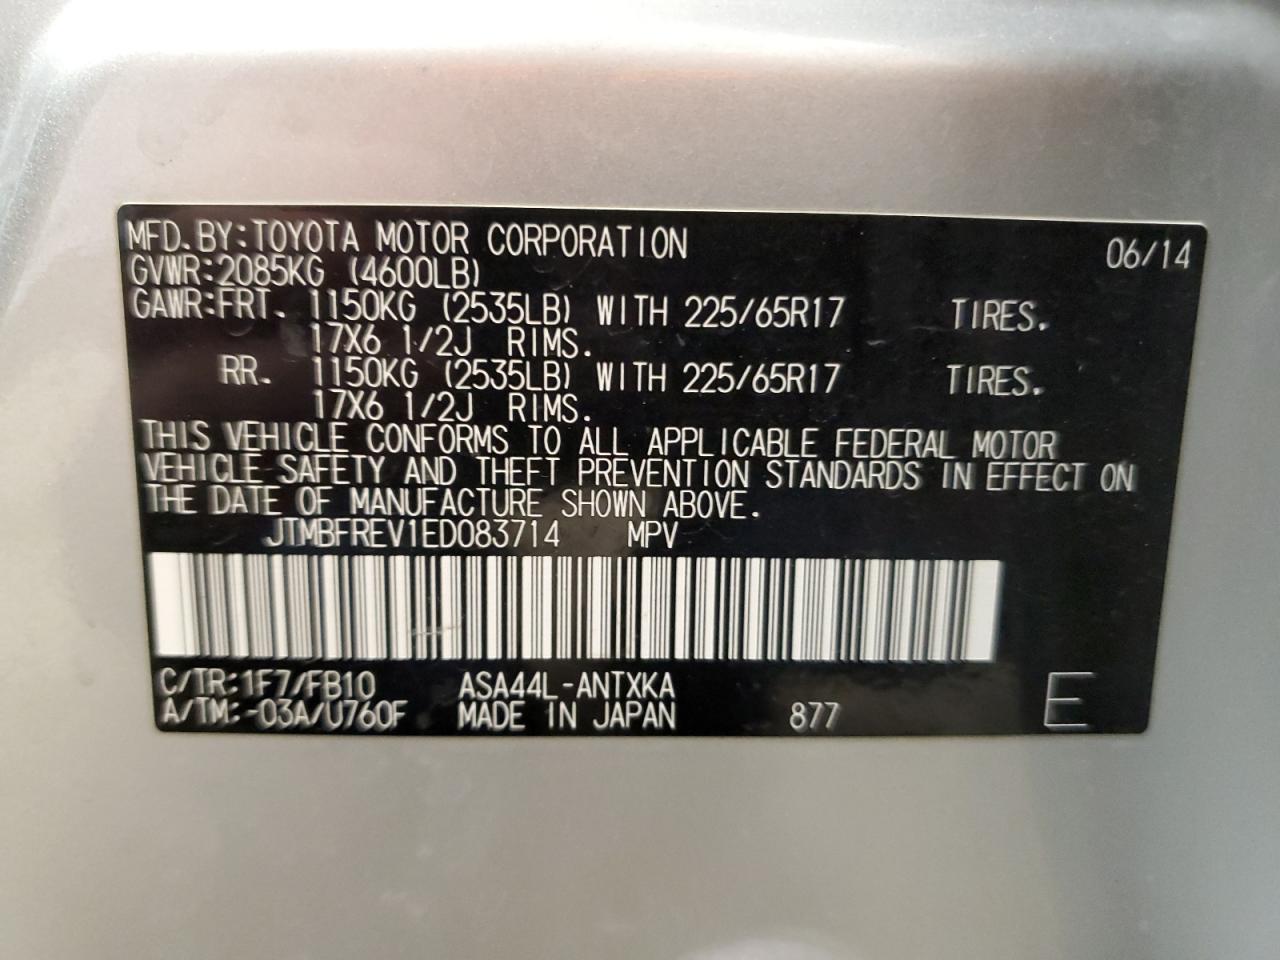 MFD. BY: TOYOTA MOTOR CORPORATION 06/14
GVWR: 2085KG (4600LB)
GAWR: FRT. 1150KG (2535LB) WITH 225/65R17 TIRES.
17X6 1/2J RIMS.
RR. 1150KG (2535LB) WITH 225/65R17 TIRES.
17X6 1/2J RIMS.
THIS VEHICLE CONFORMS TO ALL APPLICABLE FEDERAL MOTOR
VEHICLE SAFETY AND THEFT PREVENTION STANDARDS IN EFFECT ON
THE DATE OF MANUFACTURE SHOWN ABOVE.
JTMBFREV1ED083714 MPV
C/TR: 1F7/FB10 ASA44L-ANTXKA
A/TM: -03A/U760F MADE IN JAPAN 877 E